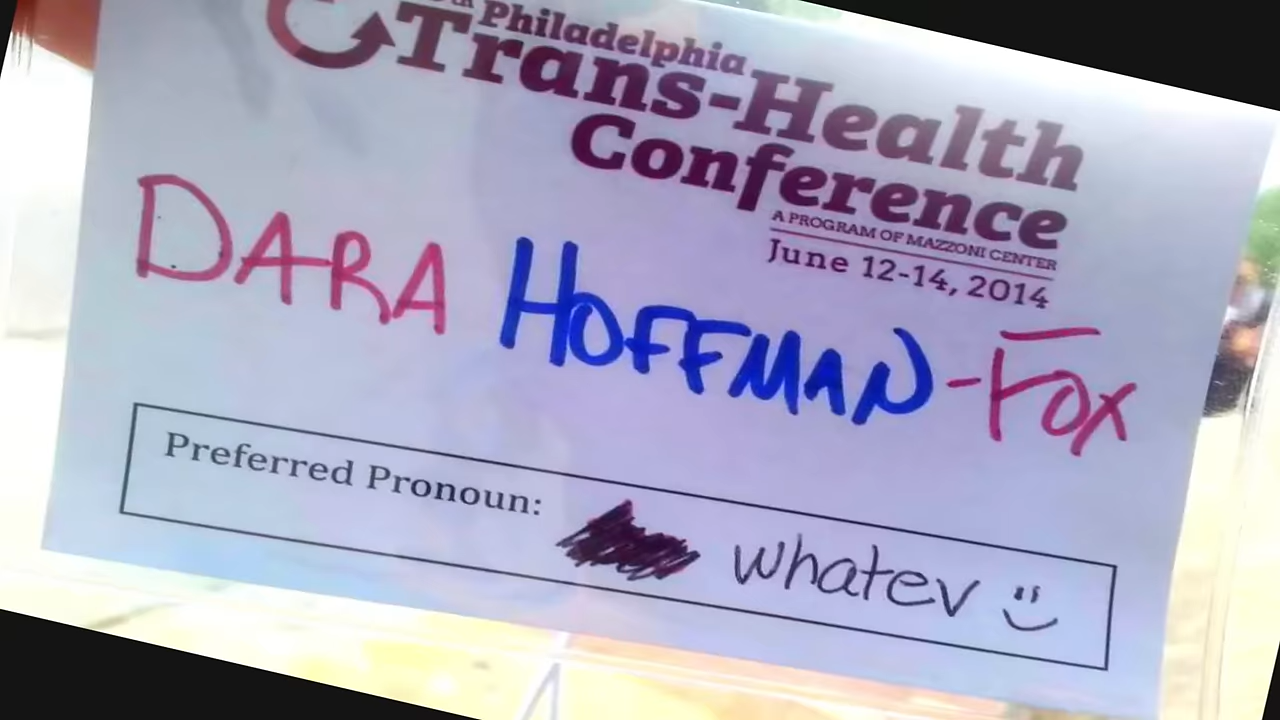 Philadelphia
Trans-Health
Conference
A PROGRAM OF MAZZONI CENTER
June 12-14, 2014
DARA HOFFMAN-FOX
Preferred Pronoun: whatev